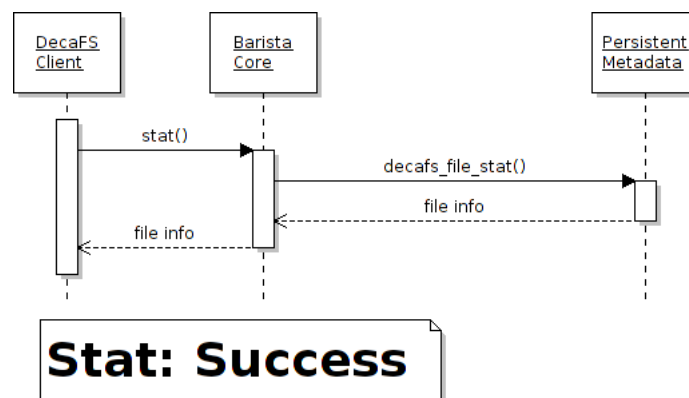 DecaFS
Client
Barista
Core
Persistent
Metadata
stat()
decafs_file_stat()
file info
file info
Stat: Success